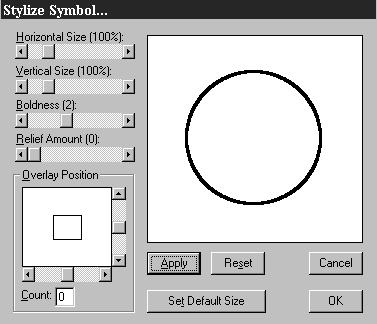 Stylize Symbol...
Horizontal Size (100%):
Vertical Size (100%):
Boldness (2):
Relief Amount (0):
Overlay Position
Count: 0
Apply
Reset
Cancel
Set Default Size
OK